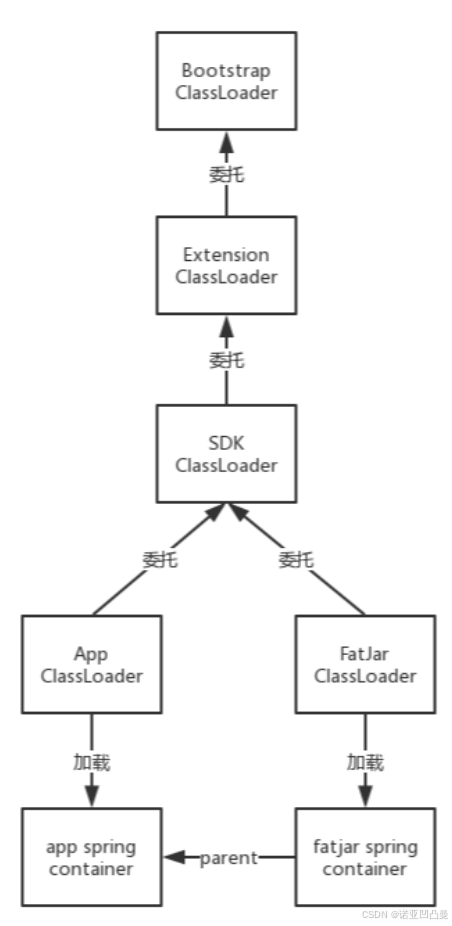 Bootstrap
ClassLoader
委托
Extension
ClassLoader
委托
SDK
ClassLoader
委托
委托
App
ClassLoader
FatJar
ClassLoader
加载
加载
app spring
container
parent
fatjar spring
container
CSDN @诺亚凹凸曼